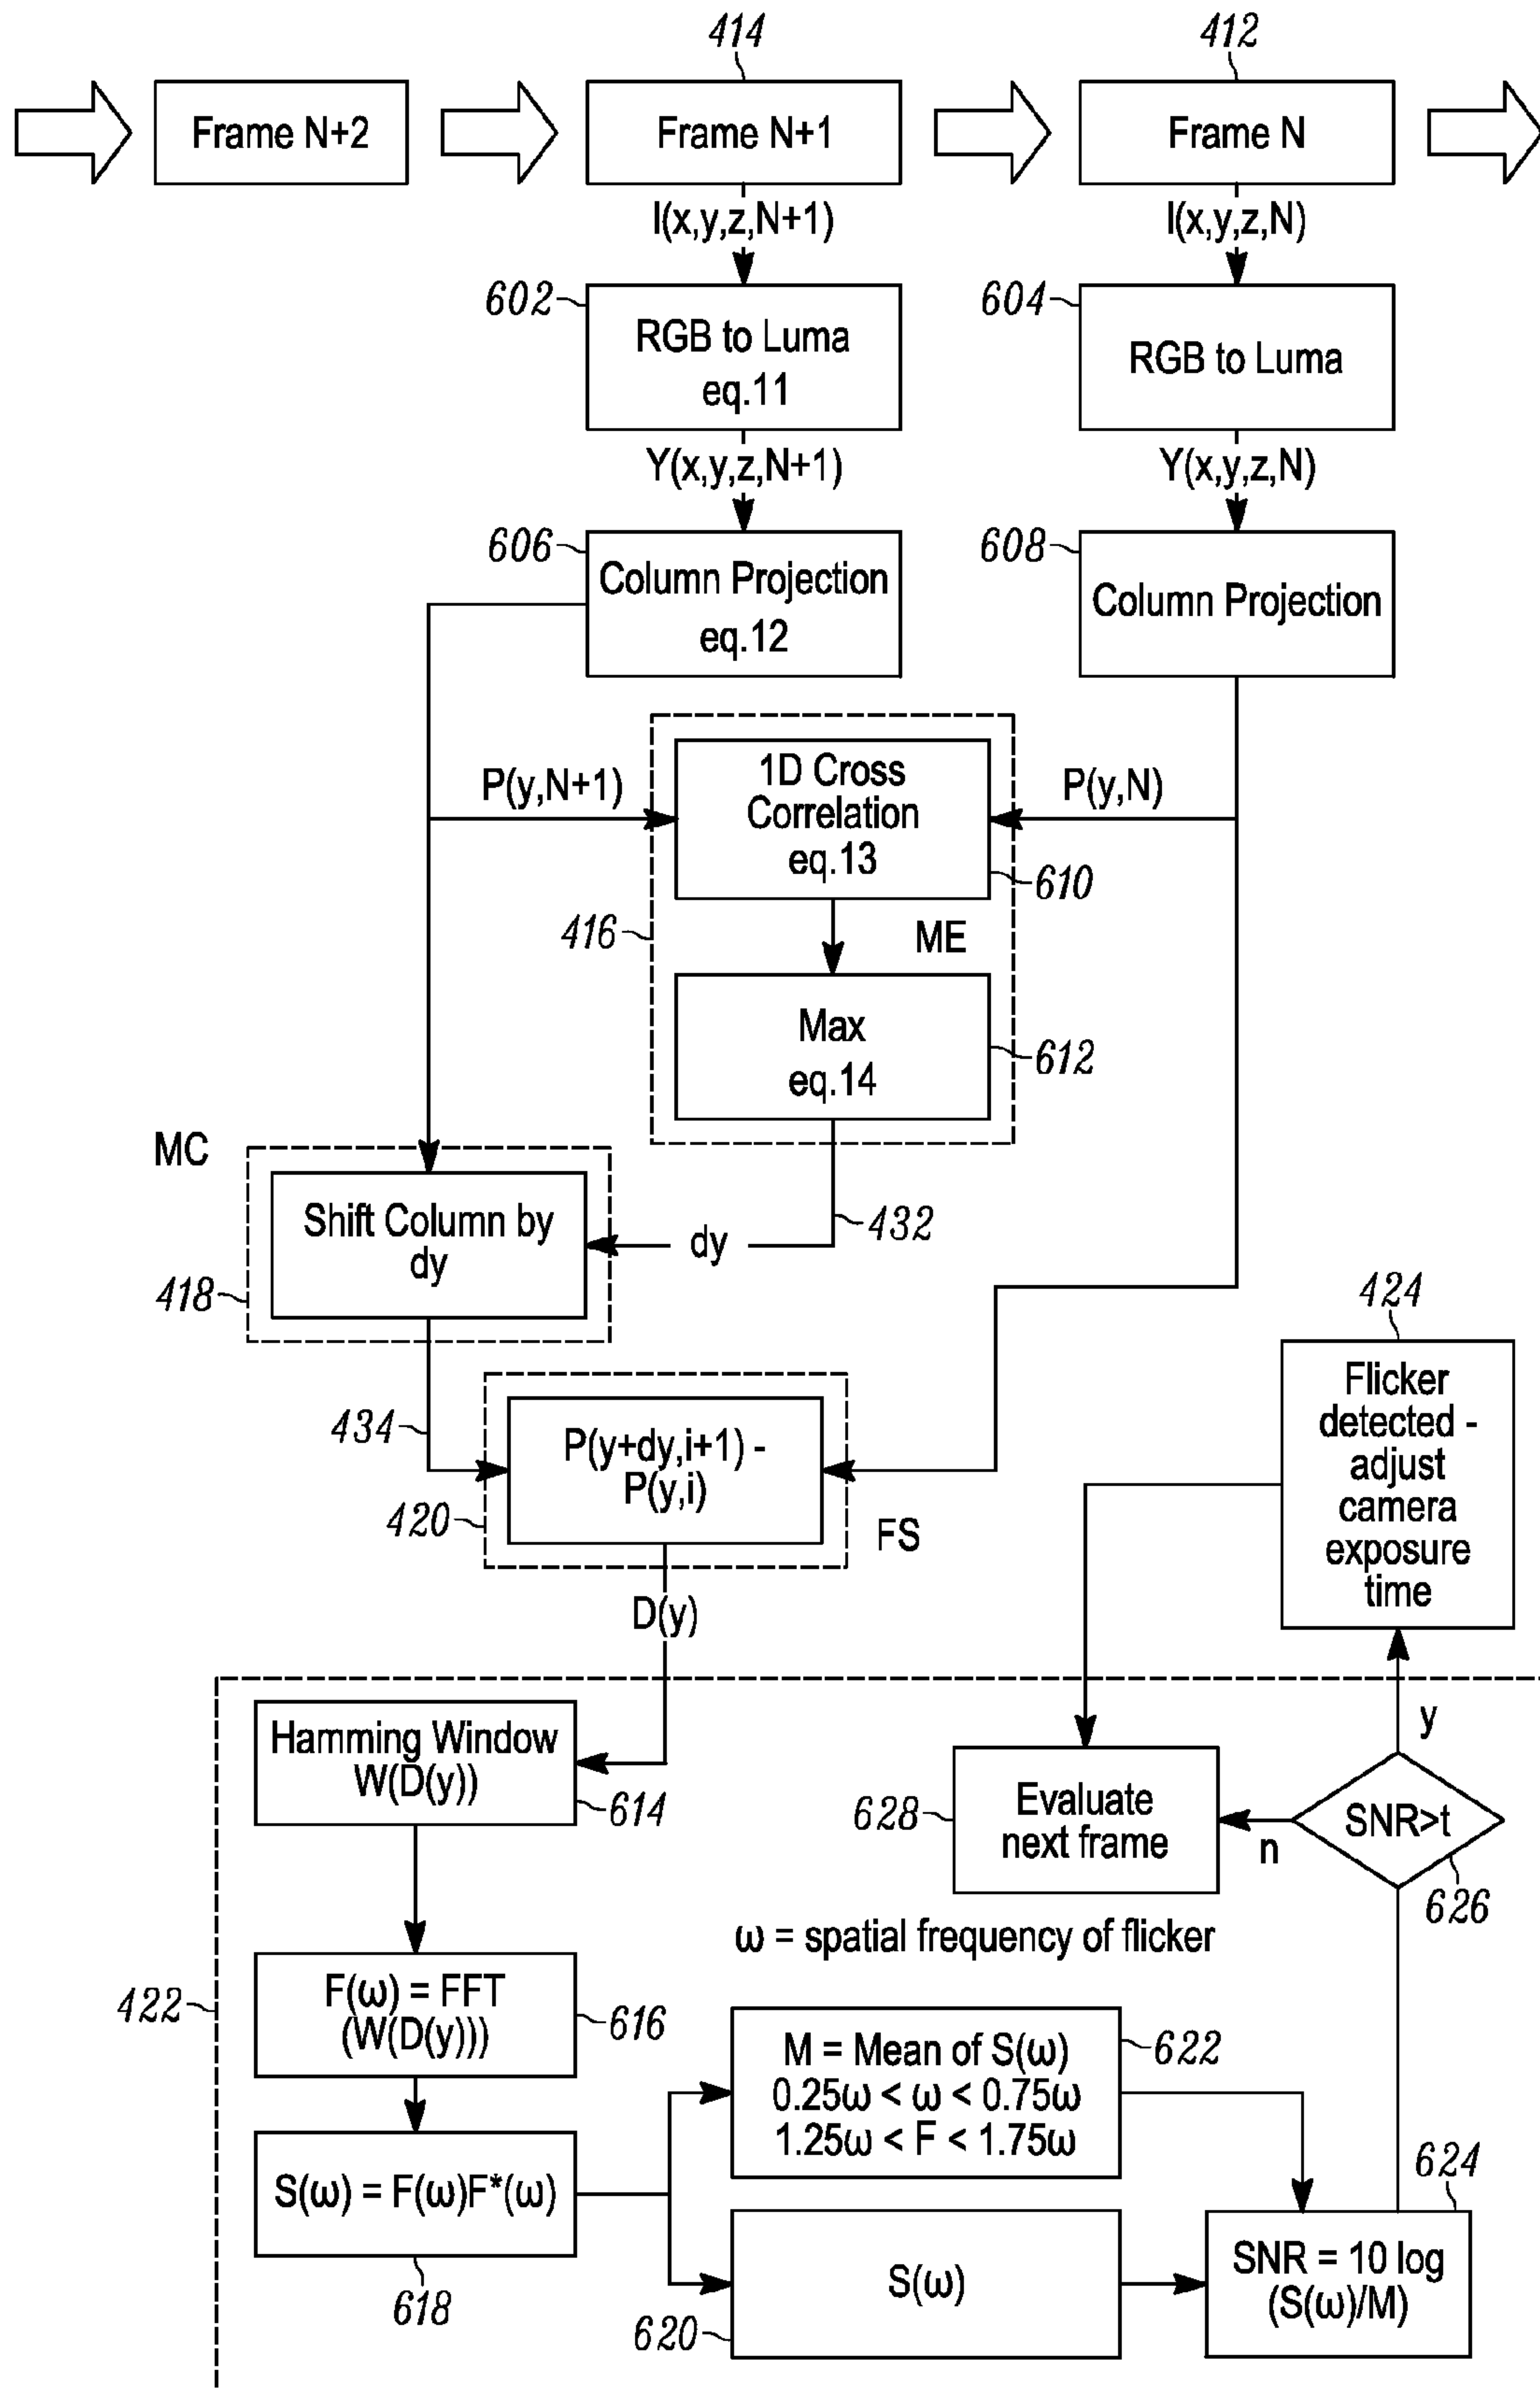 414
412
Frame N+2
Frame N+1
Frame N
I(x,y,z,N+1)
I(x,y,z,N)
602
604
RGB to Luma
eq.11
RGB to Luma
Y(x,y,z,N+1)
Y(x,y,z,N)
606
608
Column Projection
eq.12
Column Projection
P(y,N+1)
1D Cross
Correlation
eq.13
P(y,N)
610
416
ME
Max
eq.14
612
MC
Shift Column by
dy
dy
432
418
424
Flicker
detected -
adjust
camera
exposure
time
434
P(y+dy,i+1) -
P(y,i)
420
FS
D(y)
Hamming Window
W(D(y))
614
y
628
Evaluate
next frame
n
SNR>t
626
ω = spatial frequency of flicker
422
F(ω) = FFT
(W(D(y)))
616
M = Mean of S(ω)
0.25ω < ω < 0.75ω
1.25ω < F < 1.75ω
622
S(ω) = F(ω)F*(ω)
618
624
S(ω)
620
SNR = 10 log
(S(ω)/M)